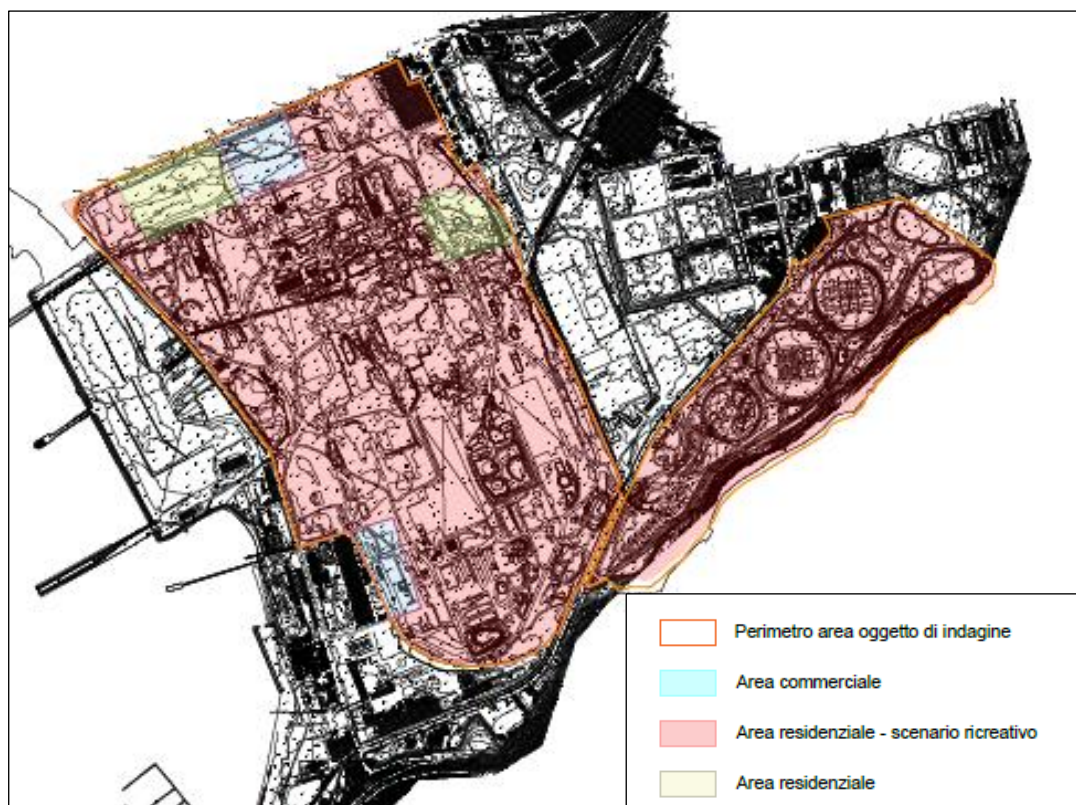 Perimetro area oggetto di indagine
Area commerciale
Area residenziale - scenario ricreativo
Area residenziale